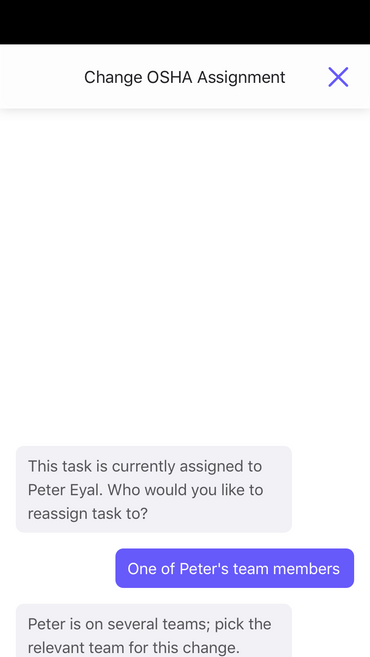 Change OSHA Assignment
This task is currently assigned to
Peter Eyal. Who would you like to
reassign task to?
One of Peter's team members
Peter is on several teams; pick the
relevant team for this change.